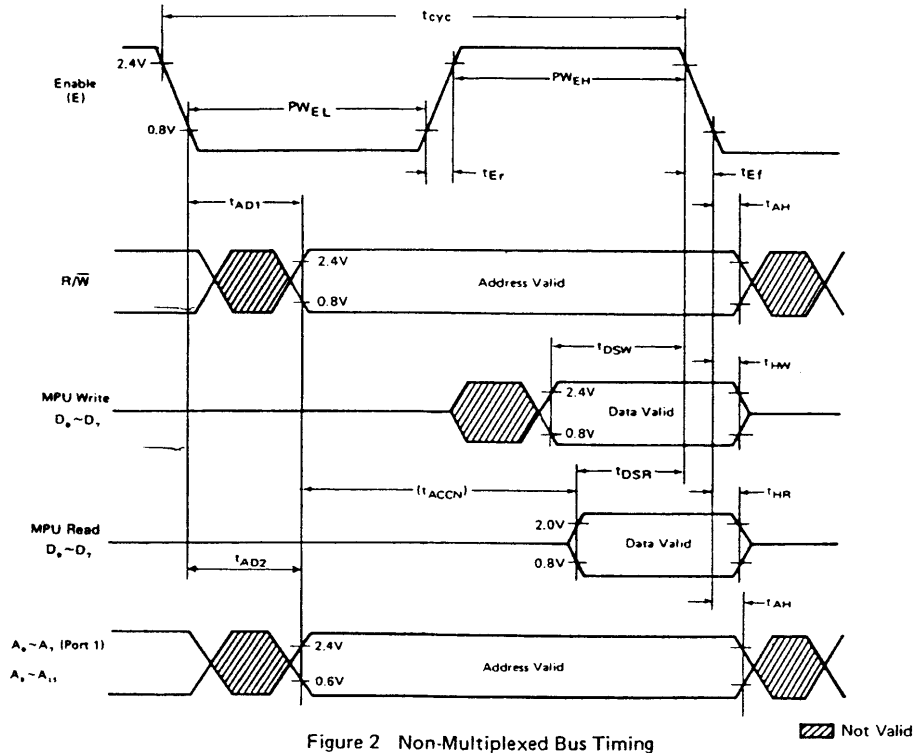 tcyc
2.4V
PWEH
Enable
(E)
PWEL
0.8V
tEr
tEf
tAD1
tAH
2.4V
R/W̅
Address Valid
0.8V
tDSW
tHW
MPU Write
D₀~D₇
2.4V
Data Valid
0.8V
tDSR
(tACCN)
tHR
MPU Read
D₀~D₇
2.0V
Data Valid
0.8V
tAD2
tAH
A₀~A₇ (Port 1)
2.4V
A₈~A₁₅
Address Valid
0.6V
Not Valid
Figure 2 Non-Multiplexed Bus Timing